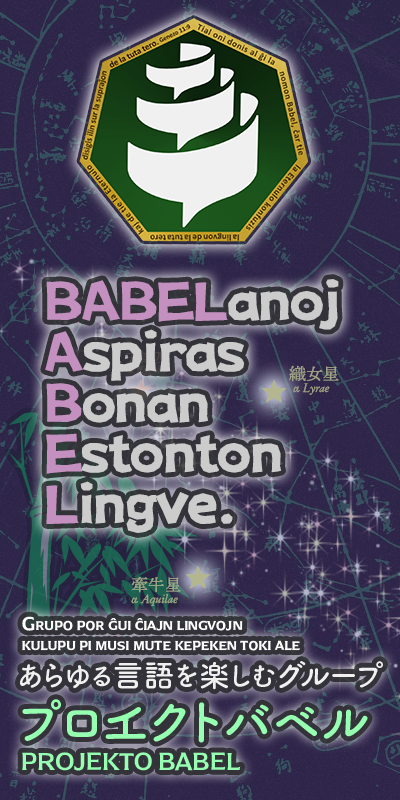 Tial oni donis al ĝi la
nomon Babel, ĉar tie
la Eternulo konfuzis
la lingvon de la tuta tero
kaj de tie la Eternulo
disigis ilin sur la supraĵon
de la tuta tero. Genezo 11:9
BABELanoj
Aspiras
Bonan
Estonton
Lingve.
織女星
α Lyrae
牽牛星
α Aquilae
Grupo por ĝui ĉiajn lingvojn
kulupu pi musi mute kepeken toki ale
あらゆる言語を楽しむグループ
プロエクトバベル
PROJEKTO BABEL